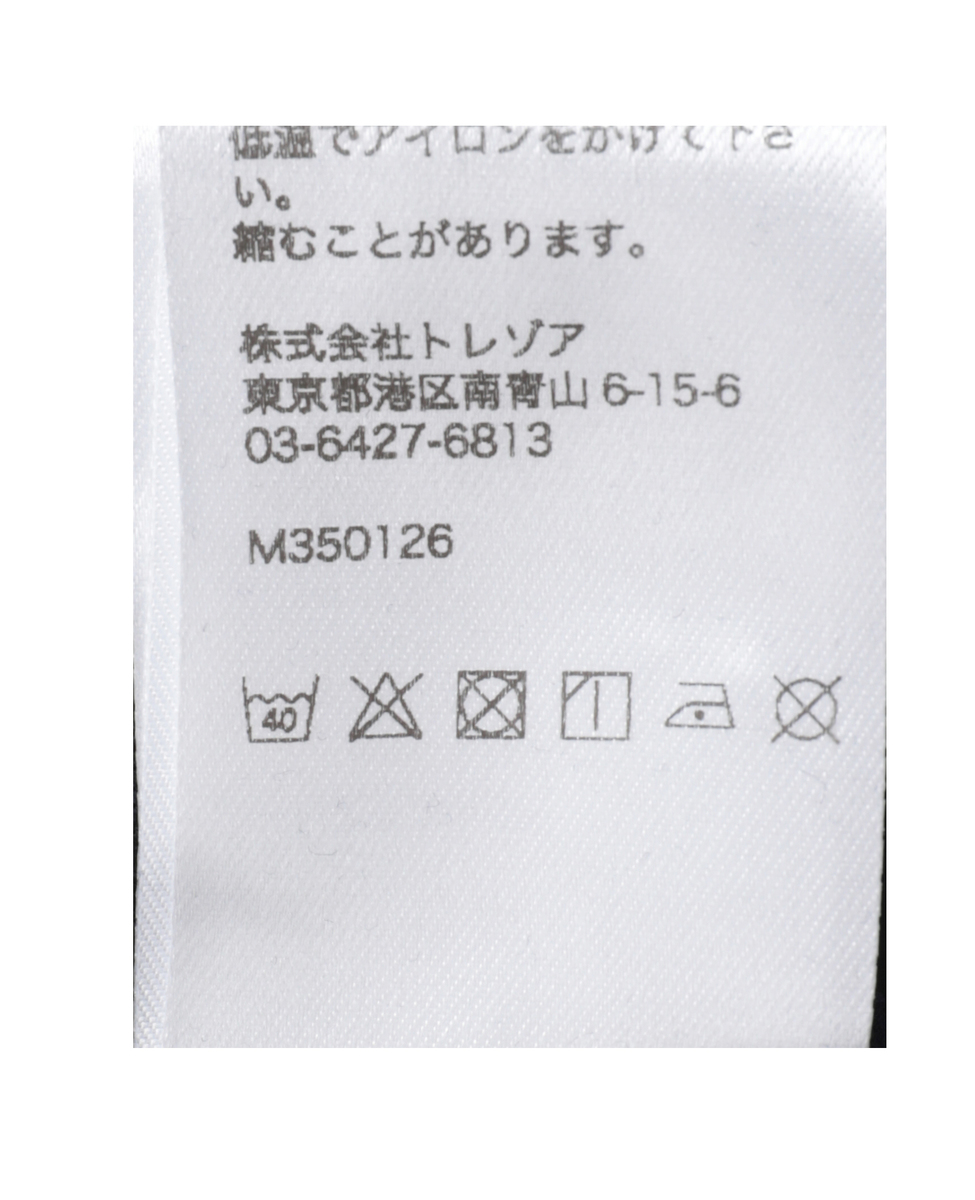 低温でアイロンをかけて下さ
い。
縮むことがあります。
株式会社トレゾア
東京都港区南青山 6-15-6
03-6427-6813
M350126
40